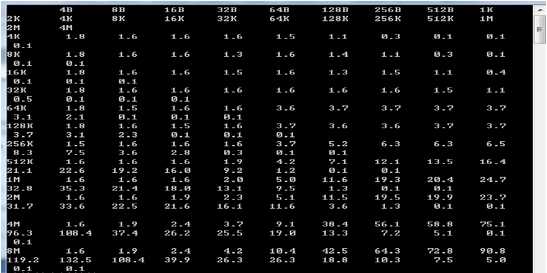 4B 8B 16B 32B 64B 128B 256B 512B 1K
2K 4K 8K 16K 32K 64K 128K 256K 512K 1M
2M 4M
4K 1.8 1.6 1.6 1.6 1.5 1.1 0.3 0.1 0.1
0.1
8K 1.8 1.6 1.6 1.3 1.6 1.4 1.1 0.3 0.1
0.1 0.1
16K 1.8 1.6 1.6 1.5 1.6 1.3 1.5 1.1 0.4
0.1 0.1 0.1
32K 1.8 1.6 1.6 1.6 1.6 1.6 1.6 1.5 1.1
0.5 0.1 0.1 0.1
64K 1.8 1.5 1.6 1.6 3.6 3.7 3.7 3.7 3.7
3.1 2.1 0.1 0.1 0.1
128K 1.8 1.6 1.5 1.6 3.7 3.6 3.6 3.7 3.7
3.7 3.1 2.3 0.1 0.1 0.1
256K 1.5 1.6 1.6 1.6 3.7 5.2 6.3 6.3 6.5
8.3 7.5 3.6 2.8 0.3 0.1 0.1
512K 1.6 1.6 1.6 1.9 4.2 7.1 12.1 13.5 16.4
21.1 22.6 19.2 16.0 9.2 1.2 0.1 0.1
1M 1.6 1.6 1.6 2.0 5.0 11.6 19.3 20.4 24.7
32.8 35.3 21.4 18.0 13.1 9.5 1.3 0.1 0.1
2M 1.6 1.6 1.9 2.3 5.1 11.5 19.5 19.9 23.7
31.7 33.6 22.5 21.6 16.1 11.6 3.6 1.3 0.1 0.1
4M 1.6 1.9 2.4 3.7 9.1 38.4 56.1 58.8 75.1
96.3 108.4 37.4 26.2 25.5 19.0 13.3 7.2 5.1 0.1
0.1
8M 1.6 1.9 2.4 4.2 10.4 42.5 64.3 72.8 90.8
119.2 132.5 108.4 39.9 26.3 26.3 18.8 10.3 7.5 5.0
0.1 0.1